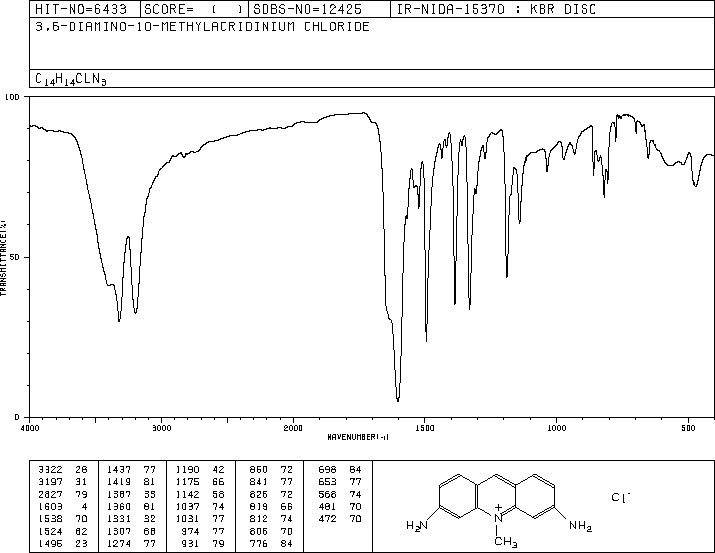 HIT-NO=6433 SCORE= ( ) SDBS-NO=12425 IR-NIDA-15370 : KBR DISC
3,6-DIAMINO-10-METHYLACRIDINIUM CHLORIDE
C14H14CLN3
100
50
0
TRANSMITTANCE(%)
4000 3000 2000 1500 1000 500
WAVENUMBER(-1)
3322 28 1437 77 1190 42 860 72 698 84
3197 31 1419 81 1175 66 841 77 653 77
2827 79 1387 33 1142 58 826 72 568 74
1603 4 1360 81 1037 74 819 66 481 70
1538 70 1331 32 1031 77 812 74 472 70
1524 62 1307 68 974 77 806 70
1495 23 1274 77 931 79 776 84
Cl-
H2N N+ NH2
CH3